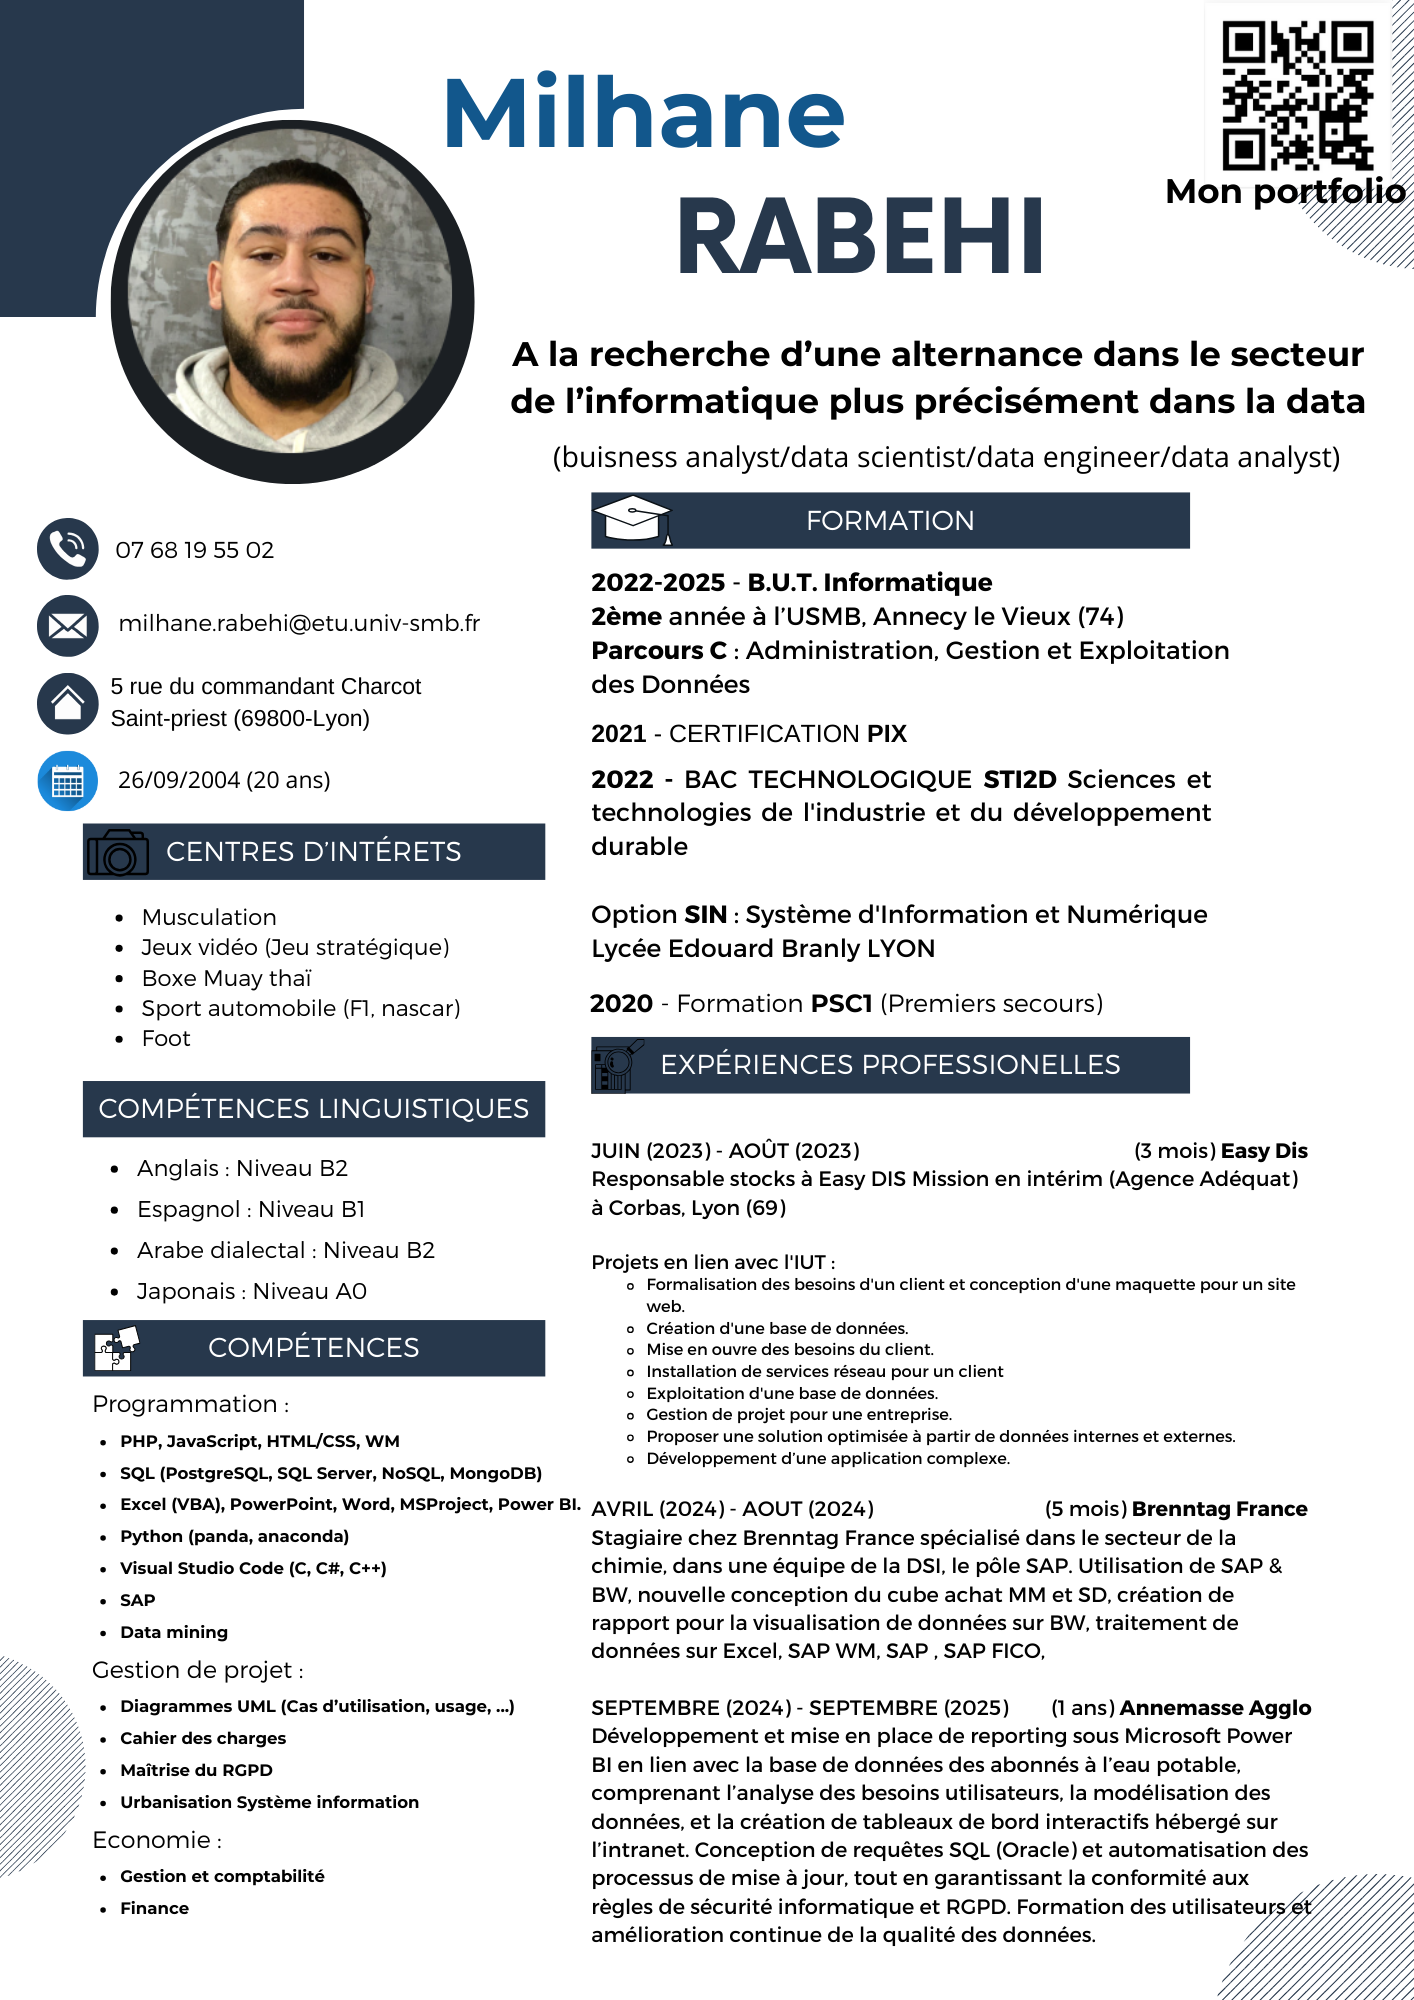 Milhane
RABEHI
Mon portfolio
A la recherche d’une alternance dans le secteur
de l’informatique plus précisément dans la data
(buisness analyst/data scientist/data engineer/data analyst)
07 68 19 55 02
milhane.rabehi@etu.univ-smb.fr
5 rue du commandant Charcot
Saint-priest (69800-Lyon)
26/09/2004 (20 ans)
CENTRES D’INTÉRETS
Musculation
Jeux vidéo (Jeu stratégique)
Boxe Muay thaï
Sport automobile (F1, nascar)
Foot
COMPÉTENCES LINGUISTIQUES
Anglais : Niveau B2
Espagnol : Niveau B1
Arabe dialectal : Niveau B2
Japonais : Niveau A0
COMPÉTENCES
Programmation :
PHP, JavaScript, HTML/CSS, WM
SQL (PostgreSQL, SQL Server, NoSQL, MongoDB)
Excel (VBA), PowerPoint, Word, MSProject, Power BI.
Python (panda, anaconda)
Visual Studio Code (C, C#, C++)
SAP
Data mining
Gestion de projet :
Diagrammes UML (Cas d’utilisation, usage, ...)
Cahier des charges
Maîtrise du RGPD
Urbanisation Système information
Economie :
Gestion et comptabilité
Finance
FORMATION
2022-2025 - B.U.T. Informatique
2ème année à l’USMB, Annecy le Vieux (74)
Parcours C : Administration, Gestion et Exploitation
des Données
2021 - CERTIFICATION PIX
2022 - BAC TECHNOLOGIQUE STI2D Sciences et
technologies de l'industrie et du développement
durable
Option SIN : Système d'Information et Numérique
Lycée Edouard Branly LYON
2020 - Formation PSC1 (Premiers secours)
EXPÉRIENCES PROFESSIONELLES
JUIN (2023) - AOÛT (2023) (3 mois) Easy Dis
Responsable stocks à Easy DIS Mission en intérim (Agence Adéquat)
à Corbas, Lyon (69)
Projets en lien avec l'IUT :
Formalisation des besoins d'un client et conception d'une maquette pour un site
web.
Création d'une base de données.
Mise en ouvre des besoins du client.
Installation de services réseau pour un client
Exploitation d'une base de données.
Gestion de projet pour une entreprise.
Proposer une solution optimisée à partir de données internes et externes.
Développement d’une application complexe.
AVRIL (2024) - AOUT (2024) (5 mois) Brenntag France
Stagiaire chez Brenntag France spécialisé dans le secteur de la
chimie, dans une équipe de la DSI, le pôle SAP. Utilisation de SAP &
BW, nouvelle conception du cube achat MM et SD, création de
rapport pour la visualisation de données sur BW, traitement de
données sur Excel, SAP WM, SAP , SAP FICO,
SEPTEMBRE (2024) - SEPTEMBRE (2025) (1 ans) Annemasse Agglo
Développement et mise en place de reporting sous Microsoft Power
BI en lien avec la base de données des abonnés à l’eau potable,
comprenant l’analyse des besoins utilisateurs, la modélisation des
données, et la création de tableaux de bord interactifs hébergé sur
l’intranet. Conception de requêtes SQL (Oracle) et automatisation des
processus de mise à jour, tout en garantissant la conformité aux
règles de sécurité informatique et RGPD. Formation des utilisateurs et
amélioration continue de la qualité des données.